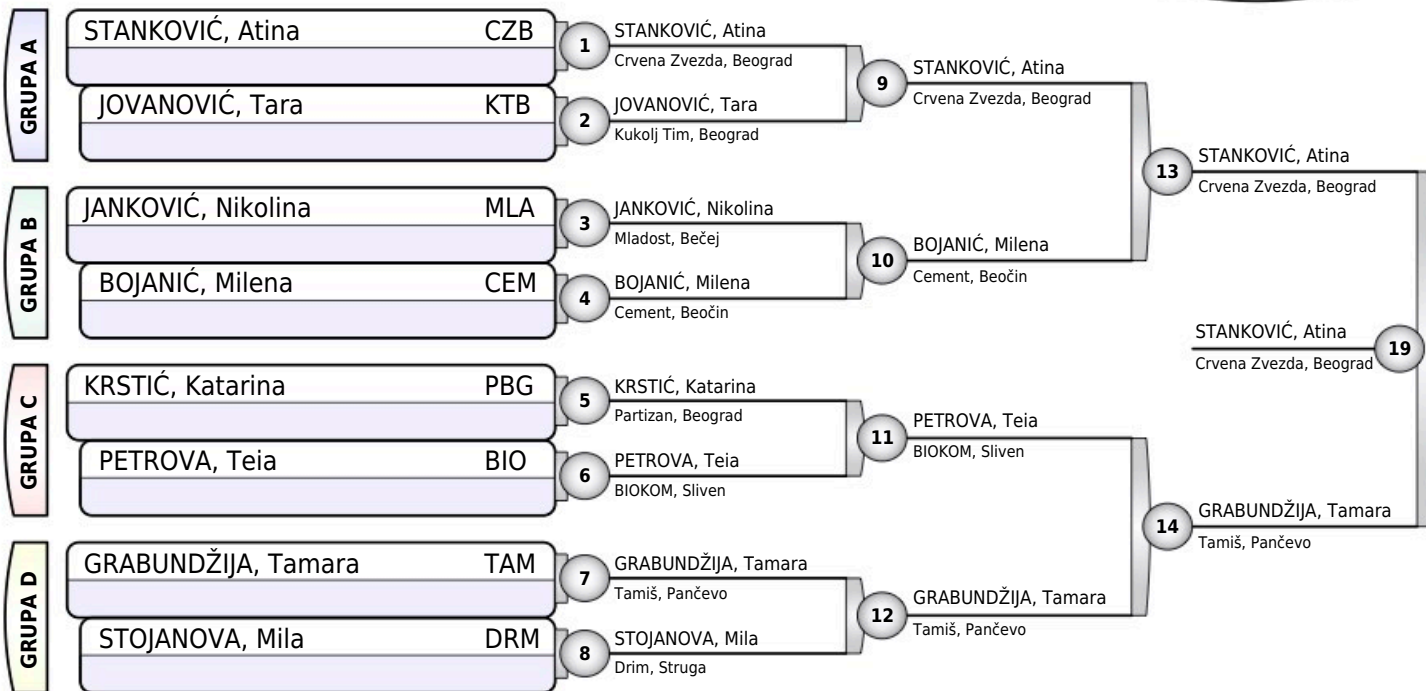 GRUPA A
STANKOVIĆ, Atina CZB
JOVANOVIĆ, Tara KTB
GRUPA B
JANKOVIĆ, Nikolina MLA
BOJANIĆ, Milena CEM
GRUPA C
KRSTIĆ, Katarina PBG
PETROVA, Teia BIO
GRUPA D
GRABUNDŽIJA, Tamara TAM
STOJANOVA, Mila DRM
1
STANKOVIĆ, Atina
Crvena Zvezda, Beograd
2
JOVANOVIĆ, Tara
Kukolj Tim, Beograd
3
JANKOVIĆ, Nikolina
Mladost, Bečej
4
BOJANIĆ, Milena
Cement, Beočin
5
KRSTIĆ, Katarina
Partizan, Beograd
6
PETROVA, Teia
BIOKOM, Sliven
7
GRABUNDŽIJA, Tamara
Tamiš, Pančevo
8
STOJANOVA, Mila
Drim, Struga
9
STANKOVIĆ, Atina
Crvena Zvezda, Beograd
10
BOJANIĆ, Milena
Cement, Beočin
11
PETROVA, Teia
BIOKOM, Sliven
12
GRABUNDŽIJA, Tamara
Tamiš, Pančevo
13
STANKOVIĆ, Atina
Crvena Zvezda, Beograd
14
GRABUNDŽIJA, Tamara
Tamiš, Pančevo
STANKOVIĆ, Atina
Crvena Zvezda, Beograd
19